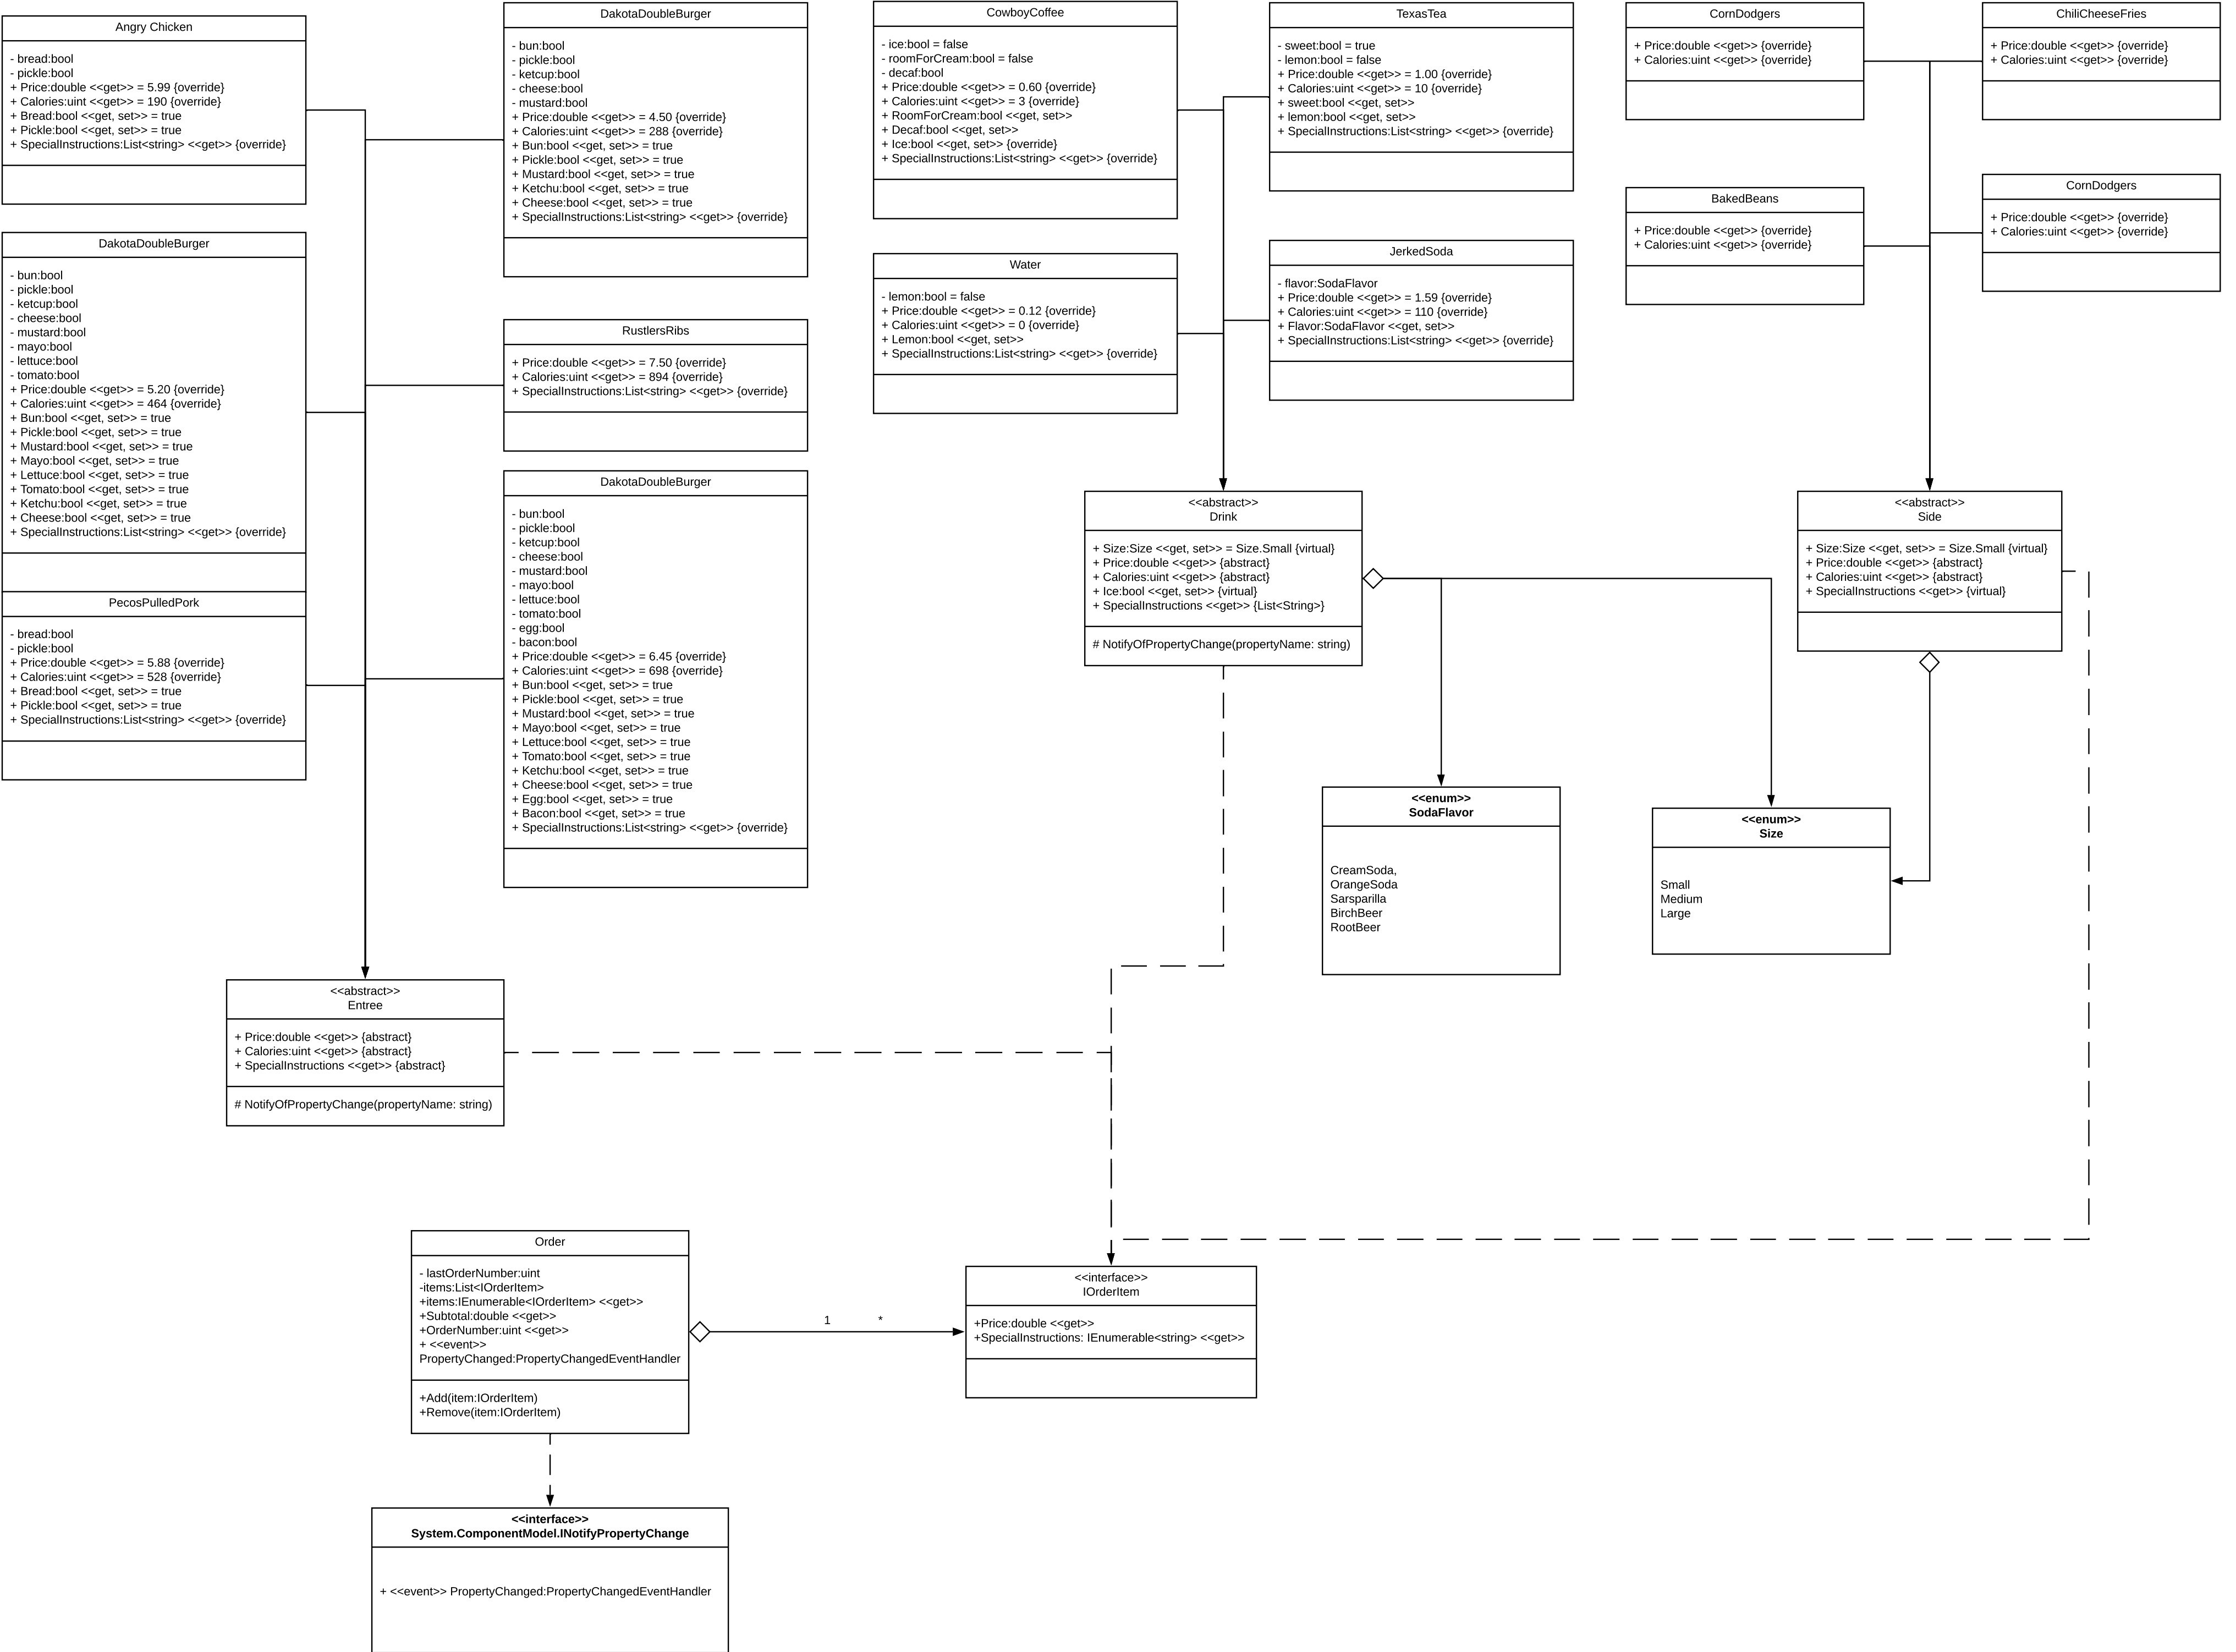 Angry Chicken
- bread:bool
- pickle:bool
+ Price:double <<get>> = 5.99 {override}
+ Calories:uint <<get>> = 190 {override}
+ Bread:bool <<get, set>> = true
+ Pickle:bool <<get, set>> = true
+ SpecialInstructions:List<string> <<get>> {override}
DakotaDoubleBurger
- bun:bool
- pickle:bool
- ketcup:bool
- cheese:bool
- mustard:bool
- mayo:bool
- lettuce:bool
- tomato:bool
+ Price:double <<get>> = 5.20 {override}
+ Calories:uint <<get>> = 464 {override}
+ Bun:bool <<get, set>> = true
+ Pickle:bool <<get, set>> = true
+ Mustard:bool <<get, set>> = true
+ Mayo:bool <<get, set>> = true
+ Lettuce:bool <<get, set>> = true
+ Tomato:bool <<get, set>> = true
+ Ketchu:bool <<get, set>> = true
+ Cheese:bool <<get, set>> = true
+ SpecialInstructions:List<string> <<get>> {override}
PecosPulledPork
- bread:bool
- pickle:bool
+ Price:double <<get>> = 5.88 {override}
+ Calories:uint <<get>> = 528 {override}
+ Bread:bool <<get, set>> = true
+ Pickle:bool <<get, set>> = true
+ SpecialInstructions:List<string> <<get>> {override}
DakotaDoubleBurger
- bun:bool
- pickle:bool
- ketcup:bool
- cheese:bool
- mustard:bool
+ Price:double <<get>> = 4.50 {override}
+ Calories:uint <<get>> = 288 {override}
+ Bun:bool <<get, set>> = true
+ Pickle:bool <<get, set>> = true
+ Mustard:bool <<get, set>> = true
+ Ketchu:bool <<get, set>> = true
+ Cheese:bool <<get, set>> = true
+ SpecialInstructions:List<string> <<get>> {override}
RustlersRibs
+ Price:double <<get>> = 7.50 {override}
+ Calories:uint <<get>> = 894 {override}
+ SpecialInstructions:List<string> <<get>> {override}
DakotaDoubleBurger
- bun:bool
- pickle:bool
- ketcup:bool
- cheese:bool
- mustard:bool
- mayo:bool
- lettuce:bool
- tomato:bool
- egg:bool
- bacon:bool
+ Price:double <<get>> = 6.45 {override}
+ Calories:uint <<get>> = 698 {override}
+ Bun:bool <<get, set>> = true
+ Pickle:bool <<get, set>> = true
+ Mustard:bool <<get, set>> = true
+ Mayo:bool <<get, set>> = true
+ Lettuce:bool <<get, set>> = true
+ Tomato:bool <<get, set>> = true
+ Ketchu:bool <<get, set>> = true
+ Cheese:bool <<get, set>> = true
+ Egg:bool <<get, set>> = true
+ Bacon:bool <<get, set>> = true
+ SpecialInstructions:List<string> <<get>> {override}
CowboyCoffee
- ice:bool = false
- roomForCream:bool = false
- decaf:bool
+ Price:double <<get>> = 0.60 {override}
+ Calories:uint <<get>> = 3 {override}
+ RoomForCream:bool <<get, set>>
+ Decaf:bool <<get, set>>
+ Ice:bool <<get, set>> {override}
+ SpecialInstructions:List<string> <<get>> {override}
Water
- lemon:bool = false
+ Price:double <<get>> = 0.12 {override}
+ Calories:uint <<get>> = 0 {override}
+ Lemon:bool <<get, set>>
+ SpecialInstructions:List<string> <<get>> {override}
TexasTea
- sweet:bool = true
- lemon:bool = false
+ Price:double <<get>> = 1.00 {override}
+ Calories:uint <<get>> = 10 {override}
+ sweet:bool <<get, set>>
+ lemon:bool <<get, set>>
+ SpecialInstructions:List<string> <<get>> {override}
JerkedSoda
- flavor:SodaFlavor
+ Price:double <<get>> = 1.59 {override}
+ Calories:uint <<get>> = 110 {override}
+ Flavor:SodaFlavor <<get, set>>
+ SpecialInstructions:List<string> <<get>> {override}
CornDodgers
+ Price:double <<get>> {override}
+ Calories:uint <<get>> {override}
BakedBeans
+ Price:double <<get>> {override}
+ Calories:uint <<get>> {override}
ChiliCheeseFries
+ Price:double <<get>> {override}
+ Calories:uint <<get>> {override}
CornDodgers
+ Price:double <<get>> {override}
+ Calories:uint <<get>> {override}
<<abstract>>
Drink
+ Size:Size <<get, set>> = Size.Small {virtual}
+ Price:double <<get>> {abstract}
+ Calories:uint <<get>> {abstract}
+ Ice:bool <<get, set>> {virtual}
+ SpecialInstructions <<get>> {List<String>}
# NotifyOfPropertyChange(propertyName: string)
<<abstract>>
Side
+ Size:Size <<get, set>> = Size.Small {virtual}
+ Price:double <<get>> {abstract}
+ Calories:uint <<get>> {abstract}
+ SpecialInstructions <<get>> {virtual}
<<enum>>
SodaFlavor
CreamSoda,
OrangeSoda
Sarsparilla
BirchBeer
RootBeer
<<enum>>
Size
Small
Medium
Large
<<abstract>>
Entree
+ Price:double <<get>> {abstract}
+ Calories:uint <<get>> {abstract}
+ SpecialInstructions <<get>> {abstract}
# NotifyOfPropertyChange(propertyName: string)
Order
- lastOrderNumber:uint
-items:List<IOrderItem>
+items:IEnumerable<IOrderItem> <<get>>
+Subtotal:double <<get>>
+OrderNumber:uint <<get>>
+ <<event>>
PropertyChanged:PropertyChangedEventHandler
+Add(item:IOrderItem)
+Remove(item:IOrderItem)
1 *
<<interface>>
IOrderItem
+Price:double <<get>>
+SpecialInstructions: IEnumerable<string> <<get>>
<<interface>>
System.ComponentModel.INotifyPropertyChange
+ <<event>> PropertyChanged:PropertyChangedEventHandler